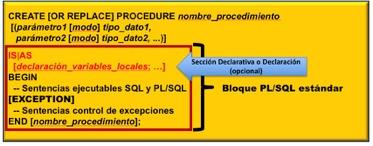 CREATE [OR REPLACE] PROCEDURE nombre_procedimiento
[(parámetro1 [modo] tipo_dato1,
parámetro2 [modo] tipo_dato2, ...)]
IS|AS
[declaración_variables_locales; ...]
Sección Declarativa o Declaración
(opcional)
BEGIN
-- Sentencias ejecutables SQL y PL/SQL
[EXCEPTION]
-- Sentencias control de excepciones
END [nombre_procedimiento];
Bloque PL/SQL estándar